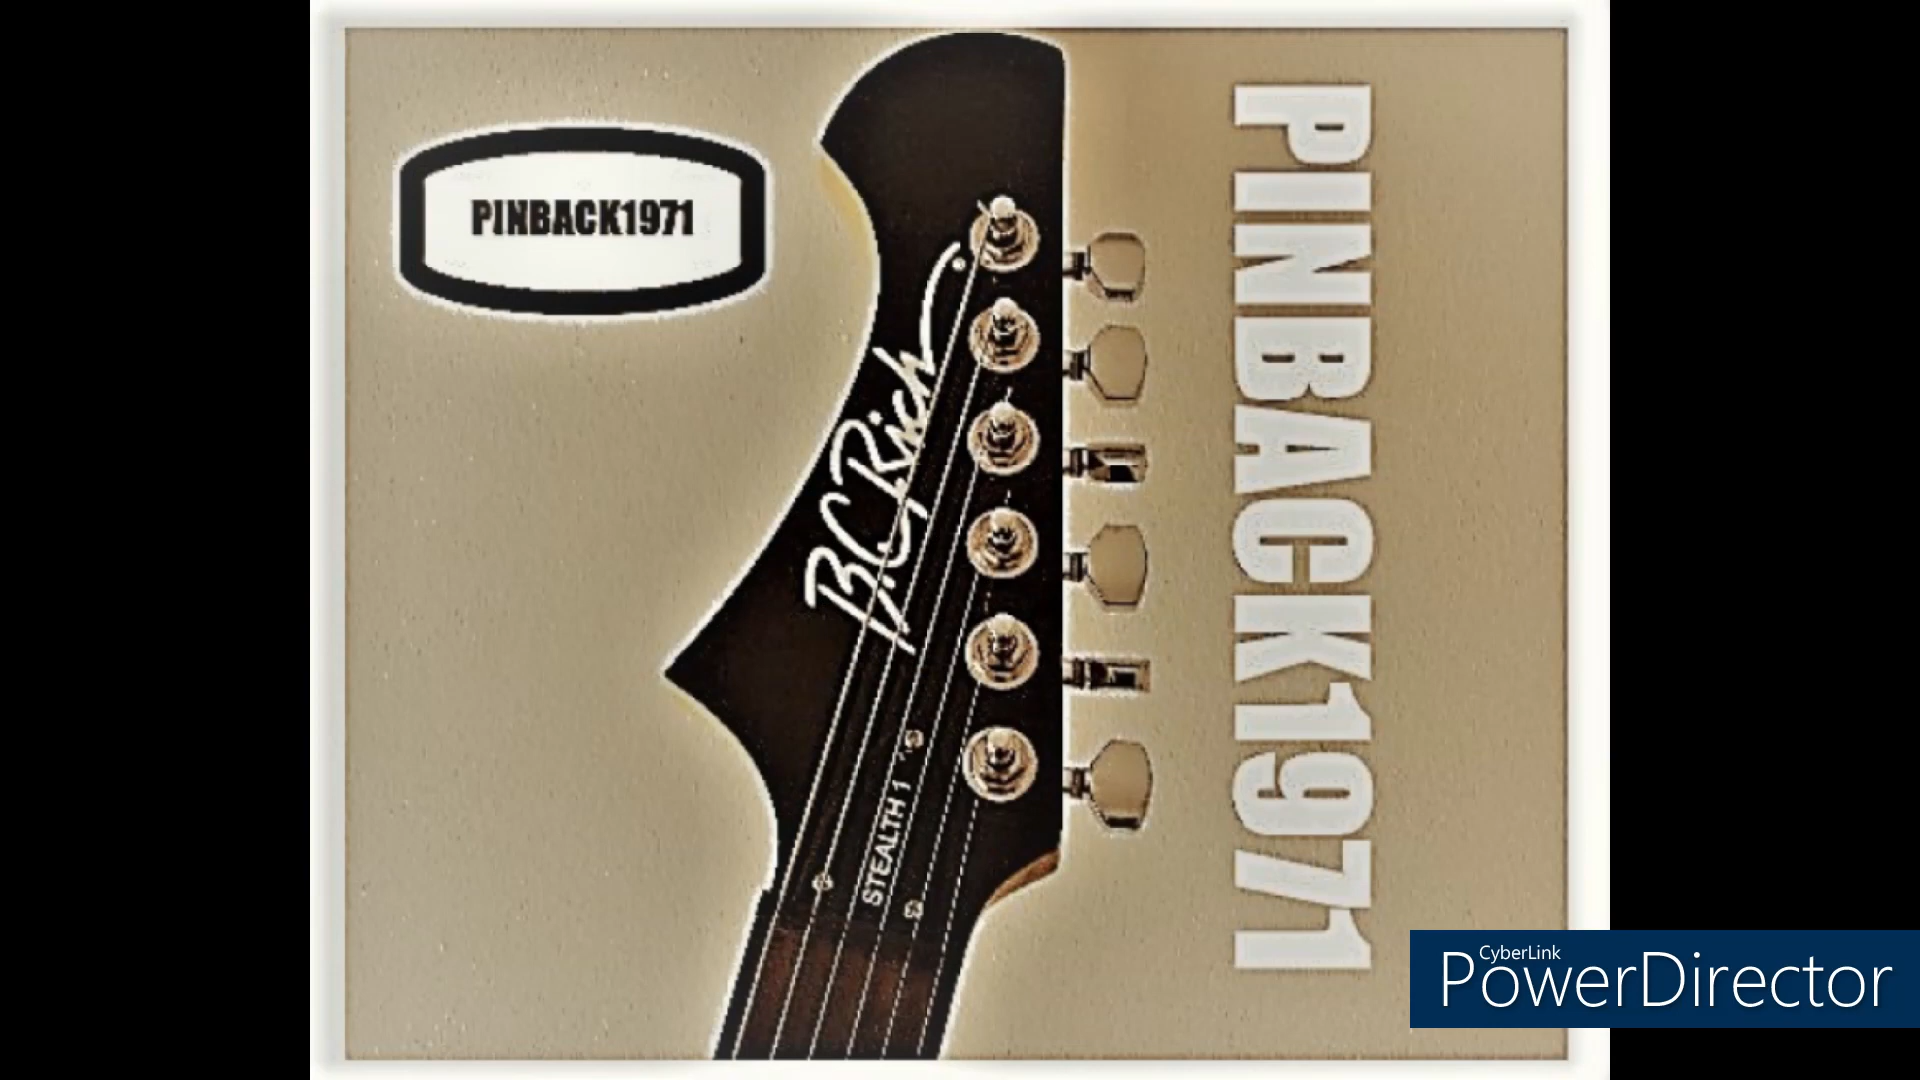 PINBACK1971
B.C. Rich
STEALTH 1
PINBACK1971
CyberLink
PowerDirector